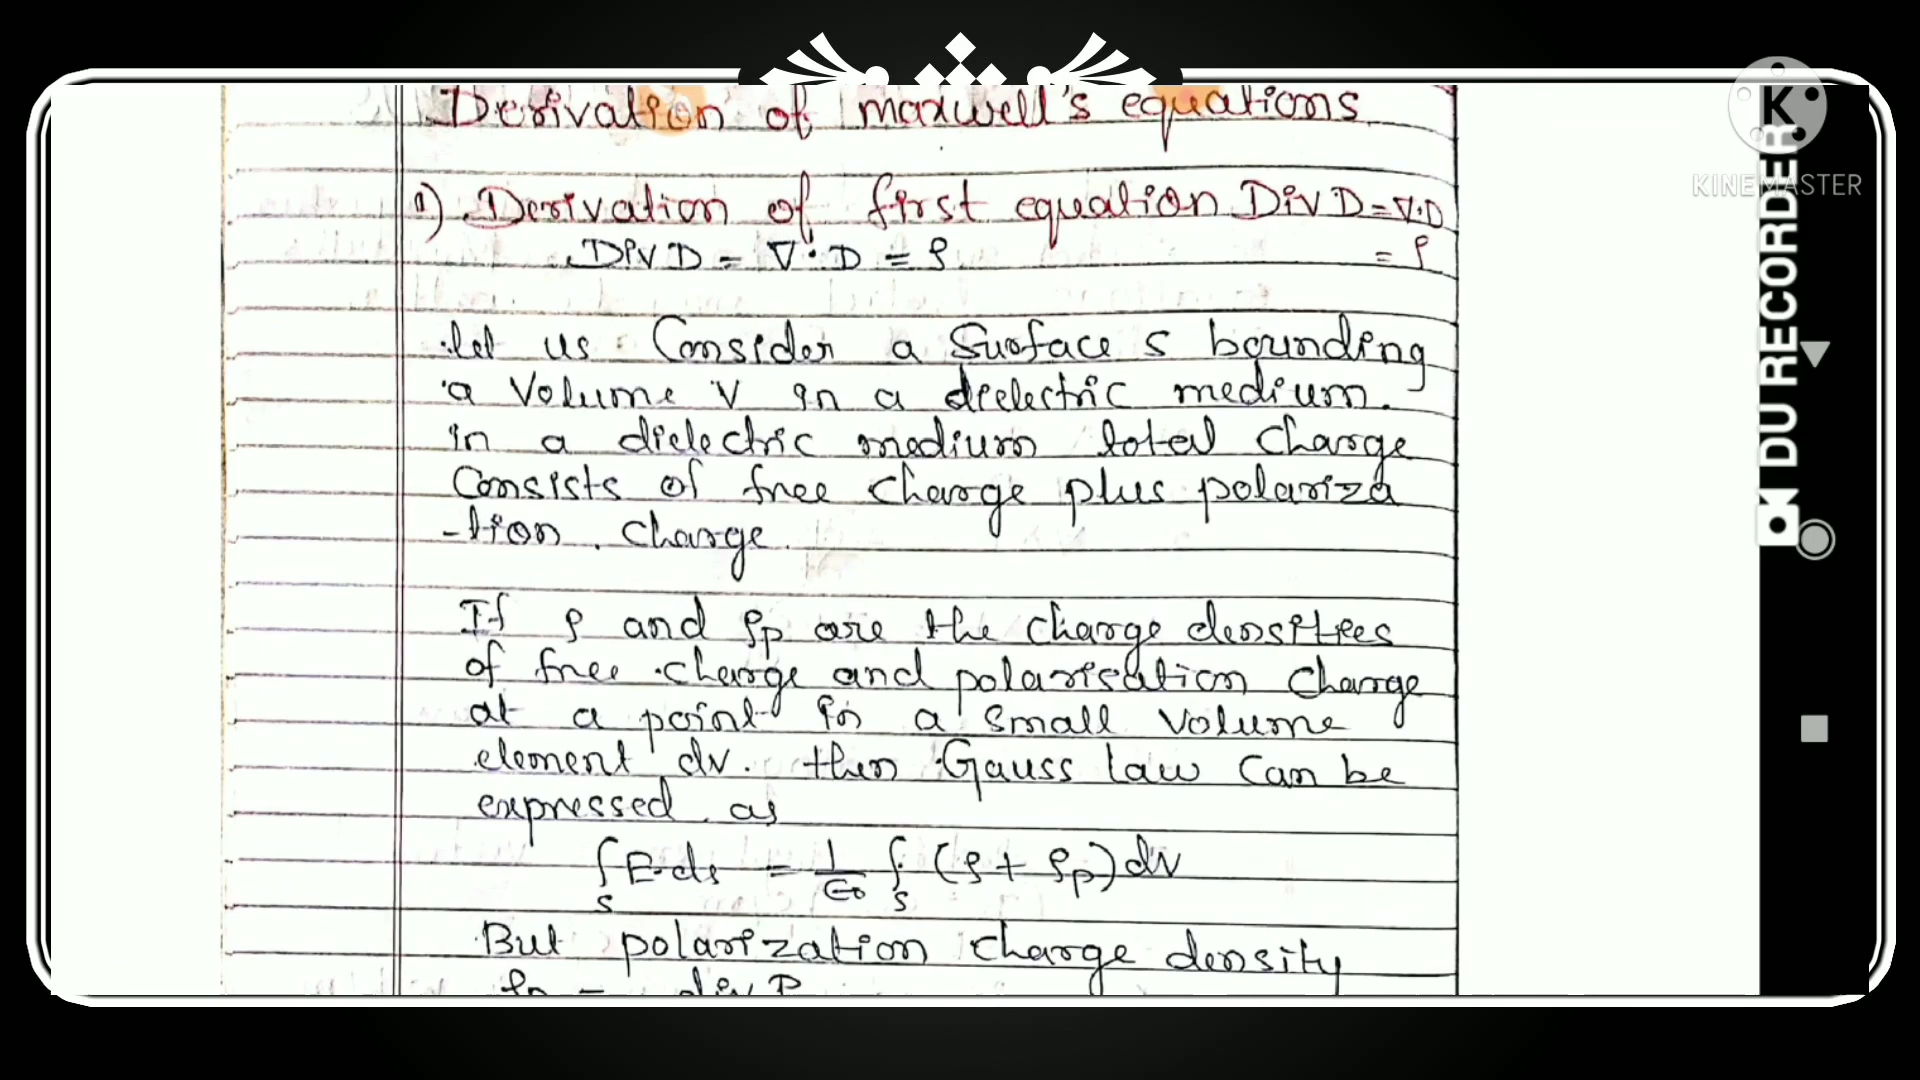 Derivation of maxwell's equations
1) Derivation of first equation Div D = ∇·D
= ρ
Div D = ∇·D = ρ
let us Consider a Surface S bounding
a Volume V in a dielectric medium.
in a dielectric medium total Charge
Consists of free Charge plus polariza
-tion Charge.
If ρ and ρp are the Charge densities
of free charge and polarisation Charge
at a point in a small volume
element dv. then Gauss law Can be
expressed as
∫S E·ds = 1/ϵ0 ∫S (ρ + ρp) dv
But polarization charge density
ρp = - div P
K
KINEMASTER
DU RECORDER